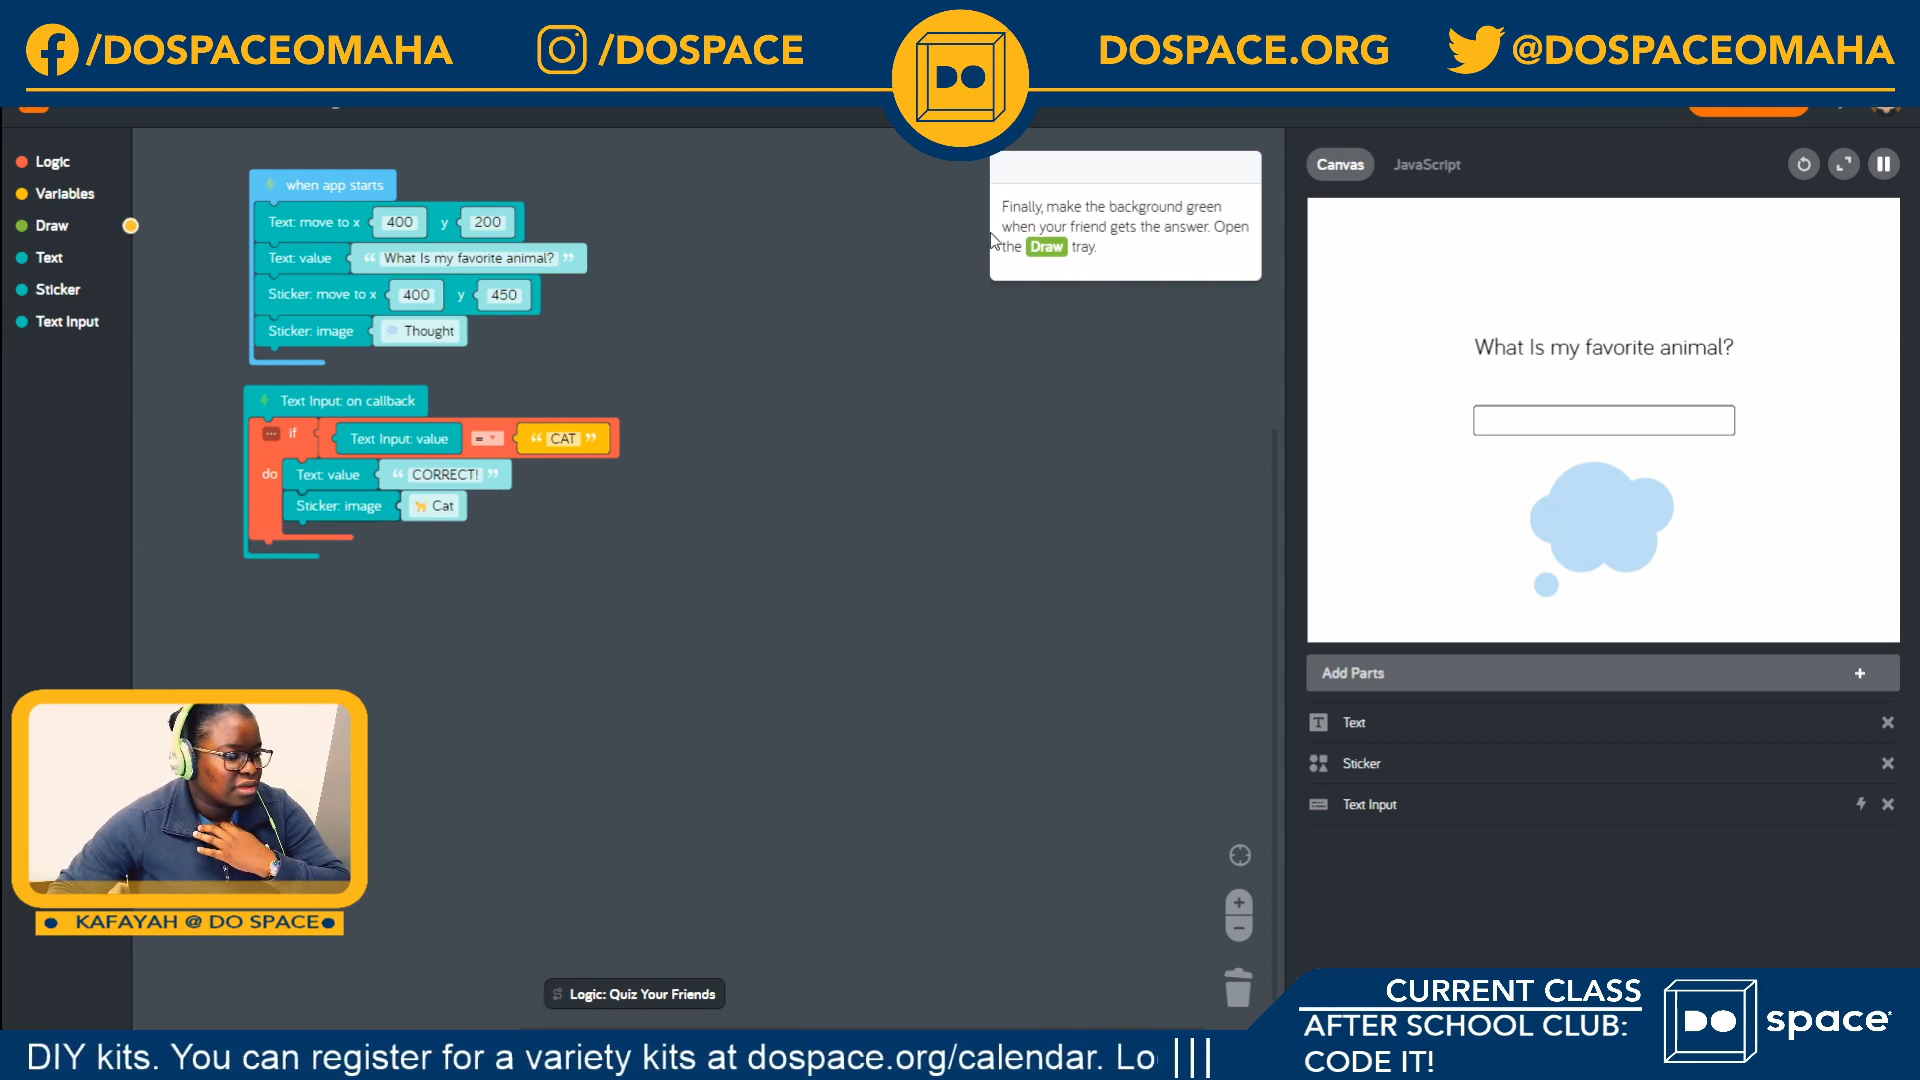 /DOSPACEOMAHA
/DOSPACE
DO
DOSPACE.ORG
@DOSPACEOMAHA
Logic
Variables
Draw
Text
Sticker
Text Input
when app starts
Text: move to x 400 y 200
Text: value “ What Is my favorite animal? ”
Sticker: move to x 400 y 450
Sticker: image Thought
Text Input: on callback
if Text Input: value = “ CAT ”
do Text: value “ CORRECT! ”
Sticker: image Cat
Finally, make the background green
when your friend gets the answer. Open
the Draw tray.
Canvas
JavaScript
What Is my favorite animal?
Add Parts +
Text
Sticker
Text Input
KAFAYAH @ DO SPACE
Logic: Quiz Your Friends
CURRENT CLASS
AFTER SCHOOL CLUB:
CODE IT!
DO space
DIY kits. You can register for a variety kits at dospace.org/calendar. Lo